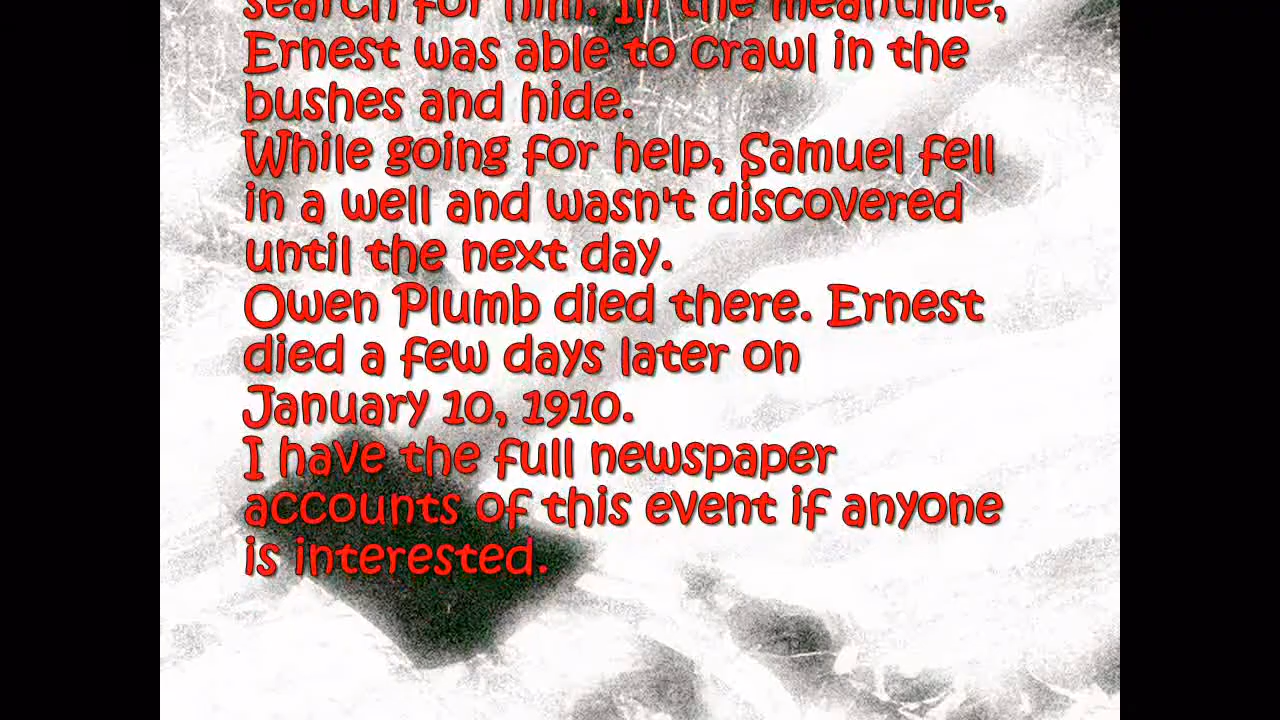 search for him. In the meantime,
Ernest was able to crawl in the
bushes and hide.
While going for help, Samuel fell
in a well and wasn't discovered
until the next day.
Owen Plumb died there. Ernest
died a few days later on
January 10, 1910.
I have the full newspaper
accounts of this event if anyone
is interested.